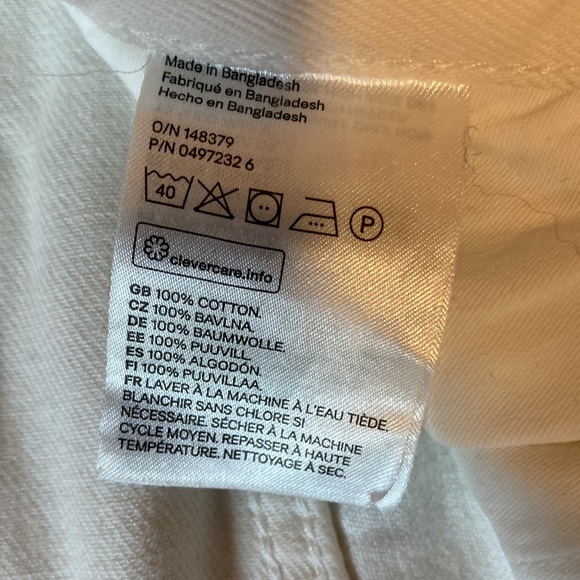 Made in Bangladesh
Fabriqué en Bangladesh
Hecho en Bangladesh
O/N 148379
P/N 0497232 6
40
P
clevercare.info
GB 100% COTTON.
CZ 100% BAVLNA.
DE 100% BAUMWOLLE.
EE 100% PUUVILL.
ES 100% ALGODÓN.
FI 100% PUUVILLAA.
FR LAVER À LA MACHINE À L'EAU TIÈDE.
BLANCHIR SANS CHLORE SI
NÉCESSAIRE. SÉCHER À LA MACHINE
CYCLE MOYEN. REPASSER À HAUTE
TEMPÉRATURE. NETTOYAGE À SEC.